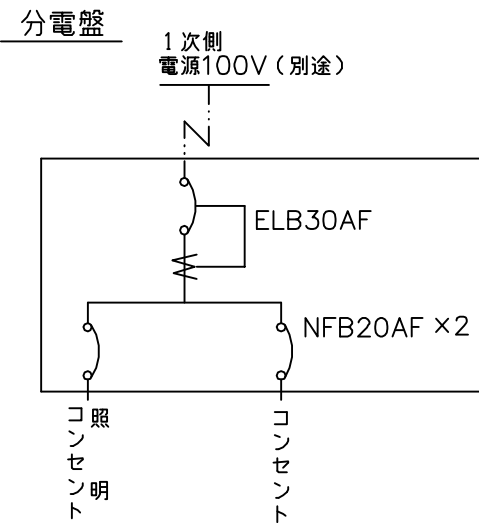 分電盤
1次側
電源100V(別途)
ELB30AF
NFB20AF ×2
照明
コンセント
コンセント